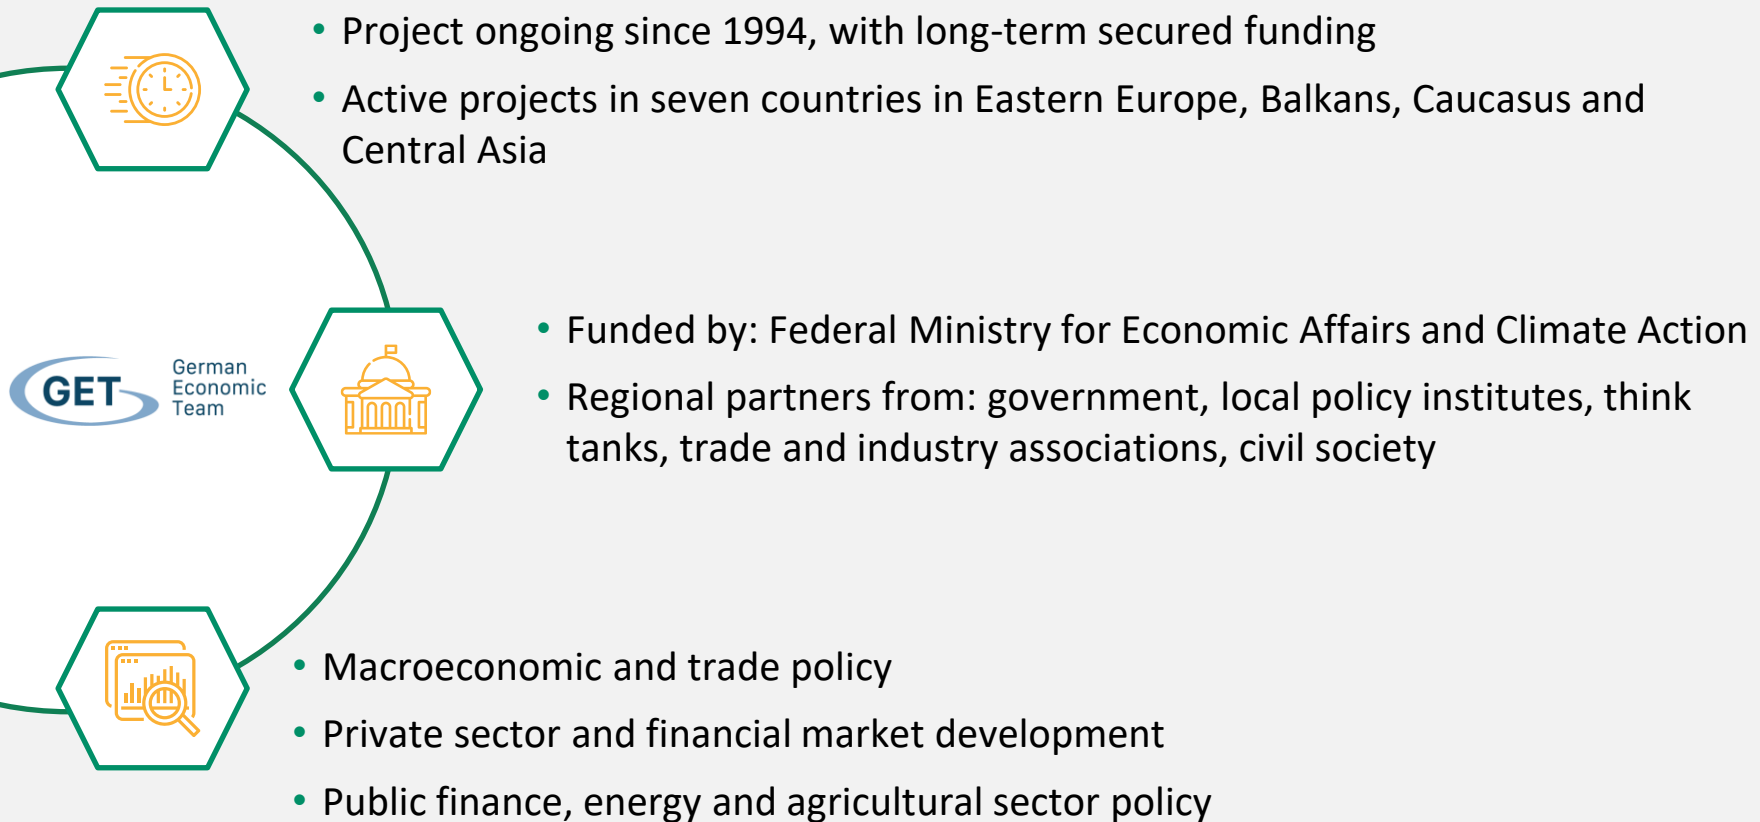 • Project ongoing since 1994, with long-term secured funding
• Active projects in seven countries in Eastern Europe, Balkans, Caucasus and
Central Asia
GET
German
Economic
Team
• Funded by: Federal Ministry for Economic Affairs and Climate Action
• Regional partners from: government, local policy institutes, think
tanks, trade and industry associations, civil society
• Macroeconomic and trade policy
• Private sector and financial market development
• Public finance, energy and agricultural sector policy